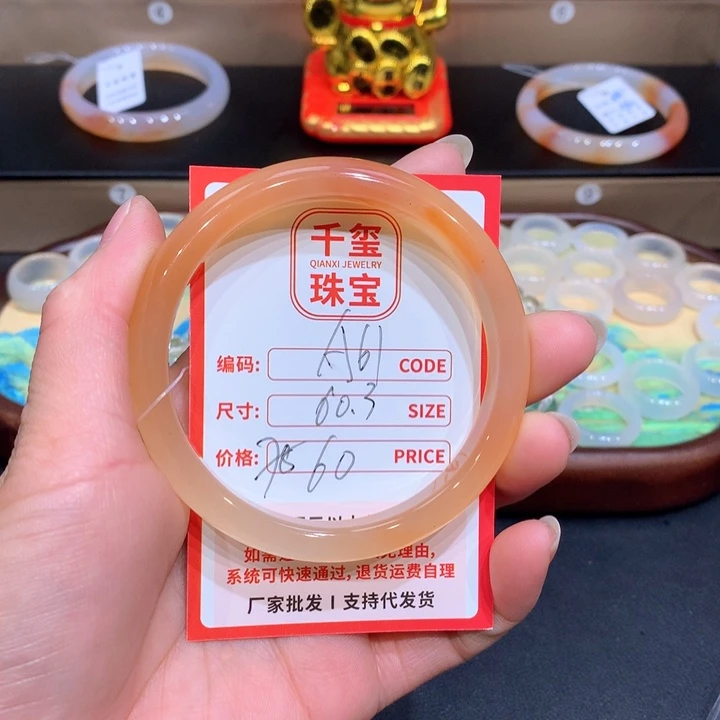 千玺
QIANXI JEWELRY
珠宝
编码: A61 CODE
尺寸: 60.3 SIZE
价格: 60 PRICE
如需 理由,
系统可快速通过, 退货运费自理
厂家批发 I 支持代发货